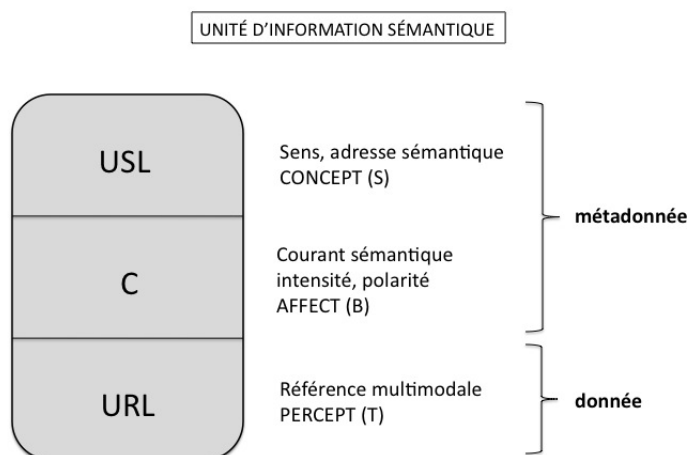 UNITÉ D'INFORMATION SÉMANTIQUE
USL
Sens, adresse sémantique
CONCEPT (S)
métadonnée
C
Courant sémantique
intensité, polarité
AFFECT (B)
URL
Référence multimodale
PERCEPT (T)
donnée